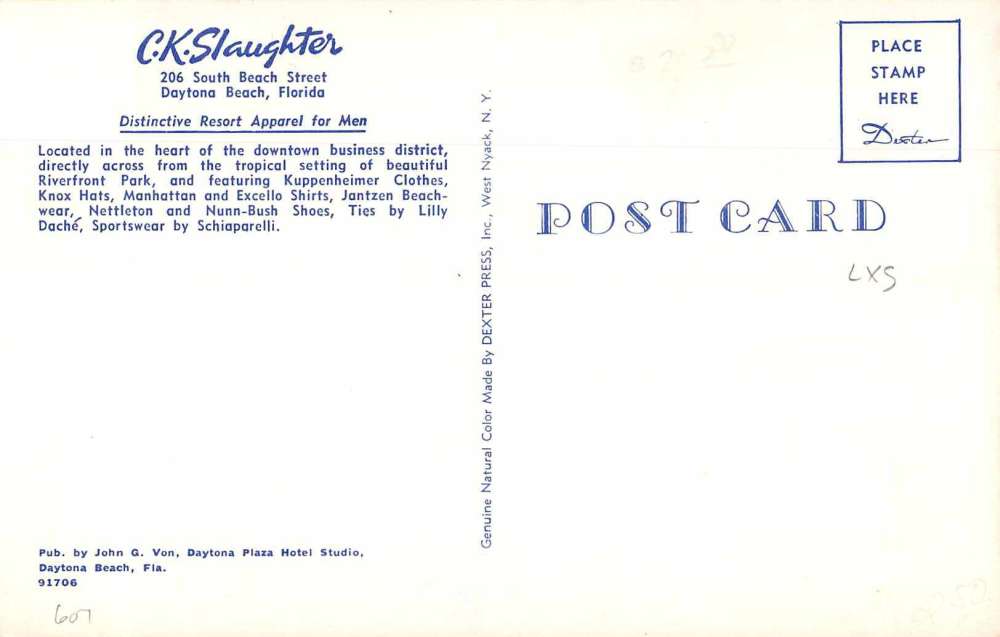 C.K. Slaughter
206 South Beach Street
Daytona Beach, Florida
Distinctive Resort Apparel for Men
Located in the heart of the downtown business district,
directly across from the tropical setting of beautiful
Riverfront Park, and featuring Kuppenheimer Clothes,
Knox Hats, Manhattan and Excello Shirts, Jantzen Beach-
wear, Nettleton and Nunn-Bush Shoes, Ties by Lilly
Daché, Sportswear by Schiaparelli.
Pub. by John G. Von, Daytona Plaza Hotel Studio,
Daytona Beach, Fla.
91706
607
Genuine Natural Color Made By DEXTER PRESS, Inc., West Nyack, N. Y.
PLACE
STAMP
HERE
Dexter
POST CARD
LXS